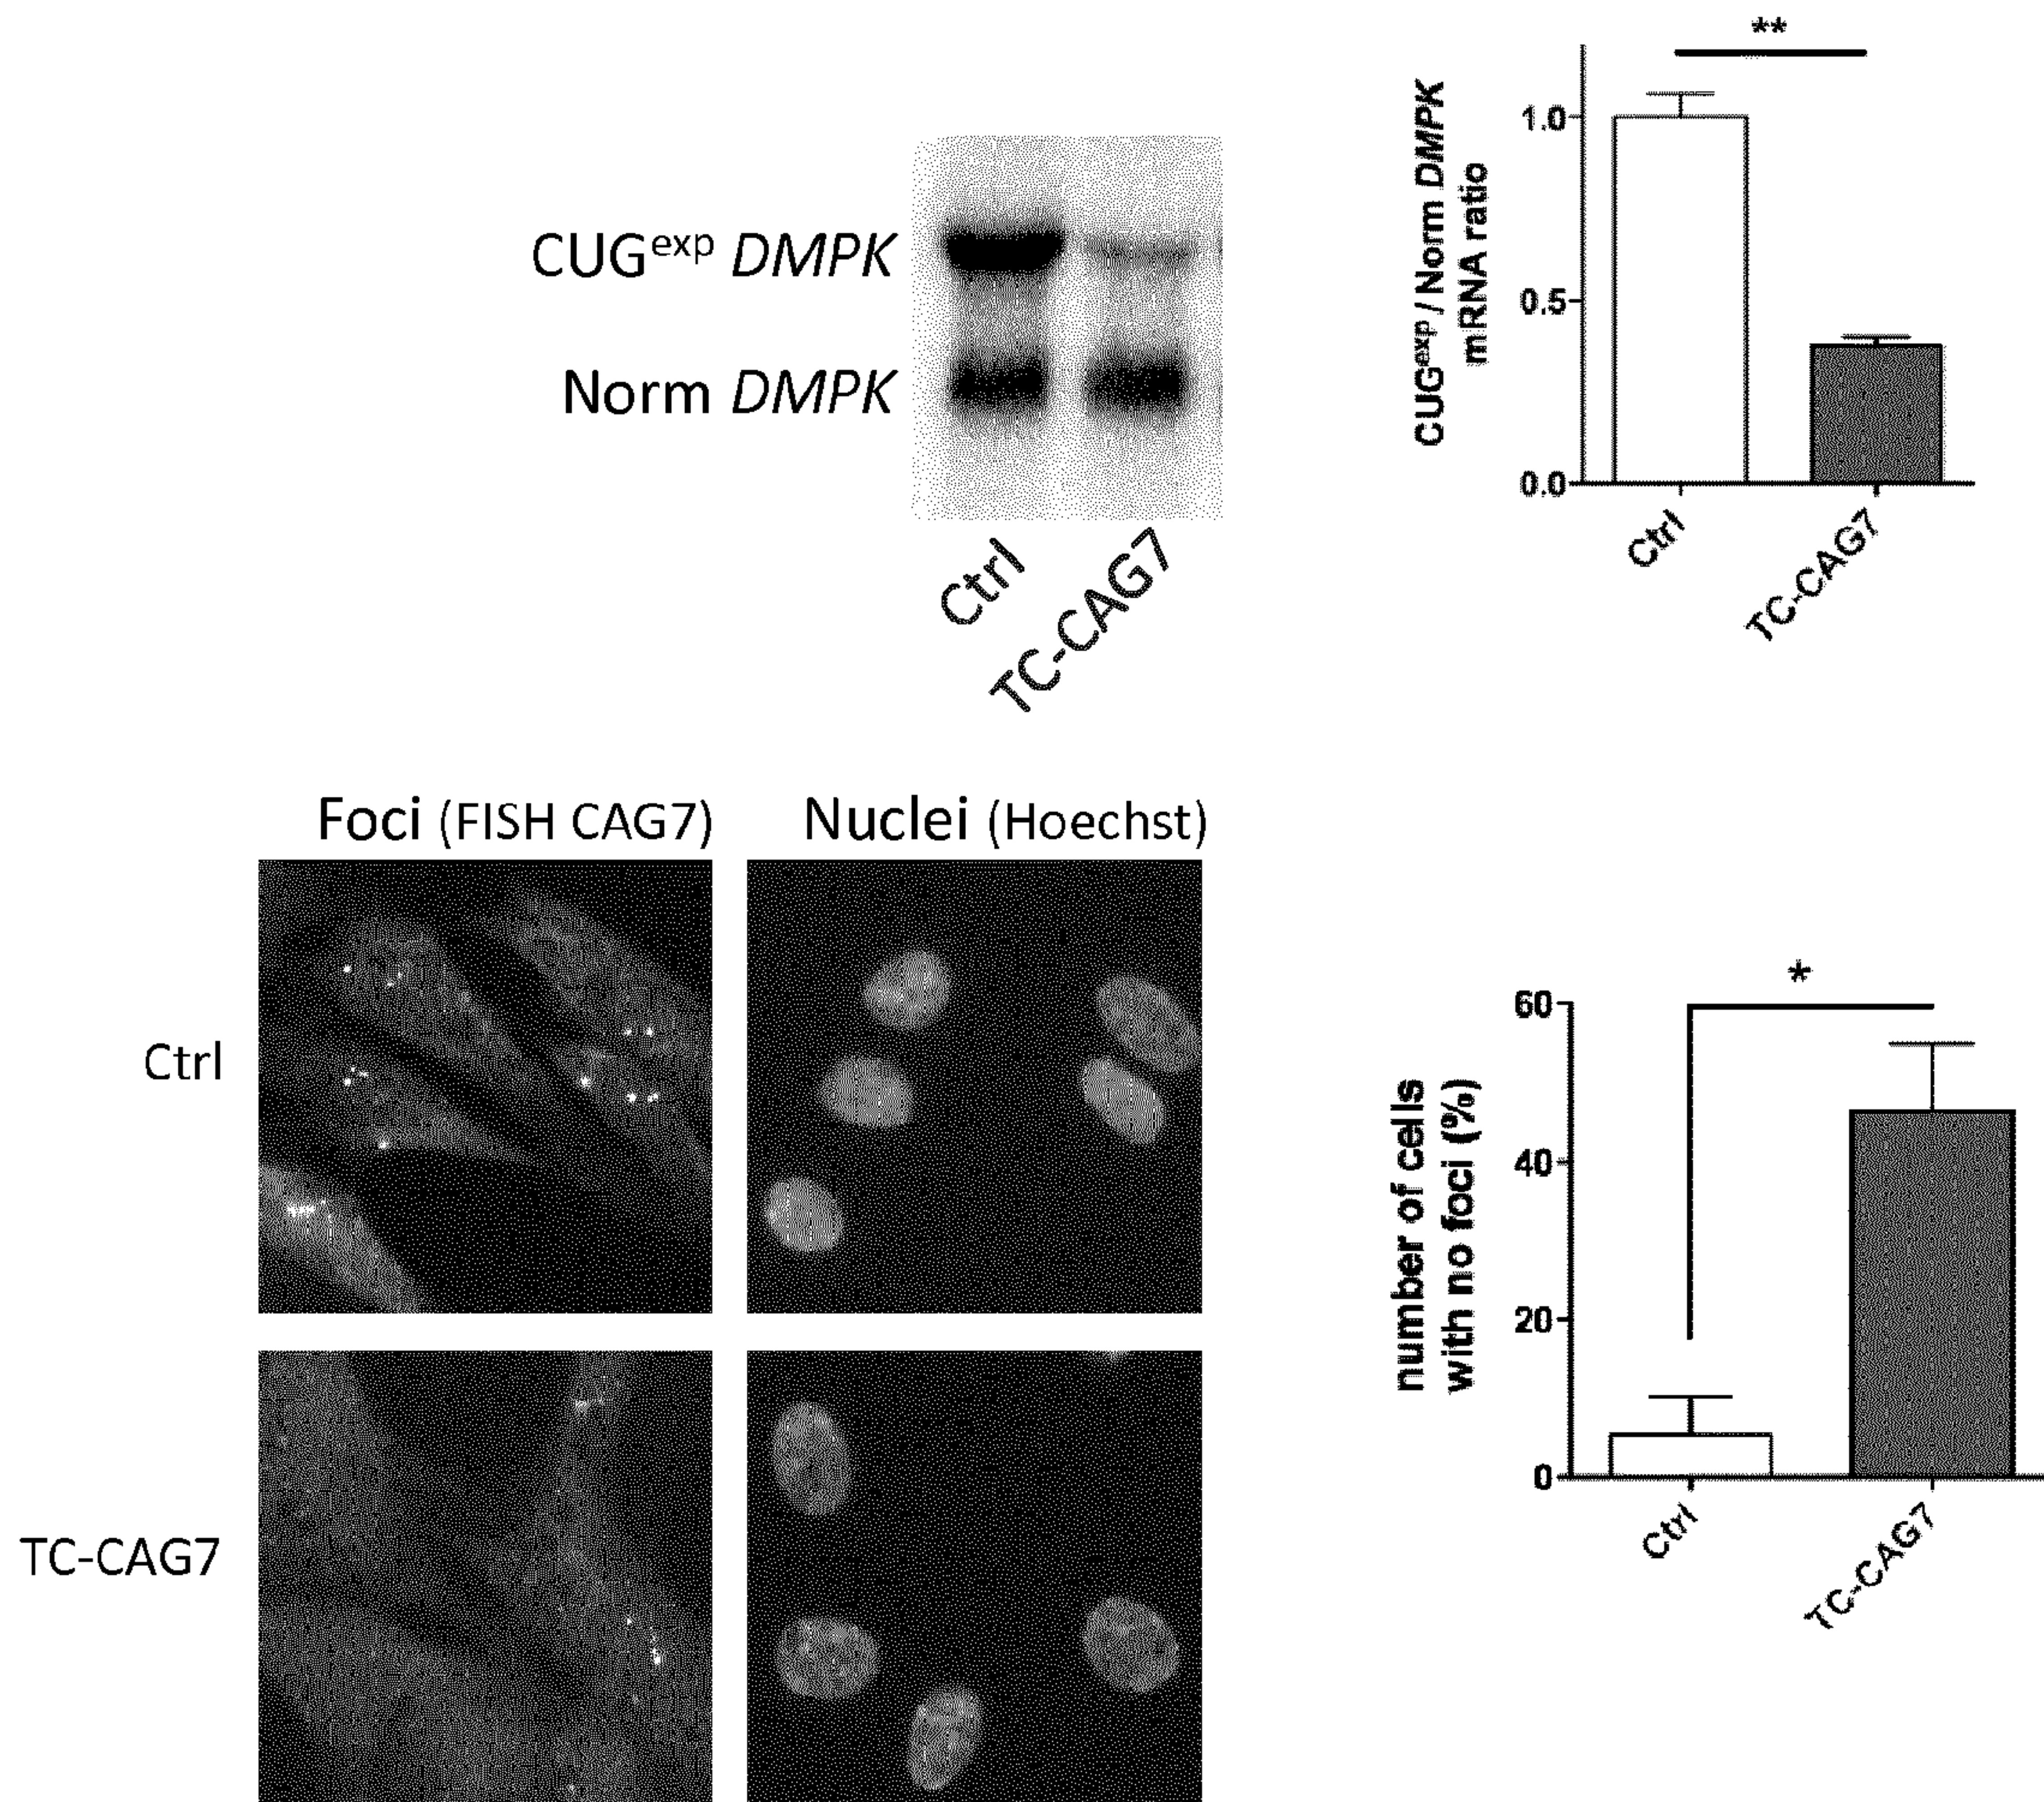 CUGexp DMPK
Norm DMPK
Ctrl
TC-CAG7
**
CUGexp / Norm DMPK
mRNA ratio
1.0
0.5
0.0
Ctrl
TC-CAG7
Foci (FISH CAG7)
Nuclei (Hoechst)
Ctrl
TC-CAG7
*
number of cells
with no foci (%)
60
40
20
0
Ctrl
TC-CAG7